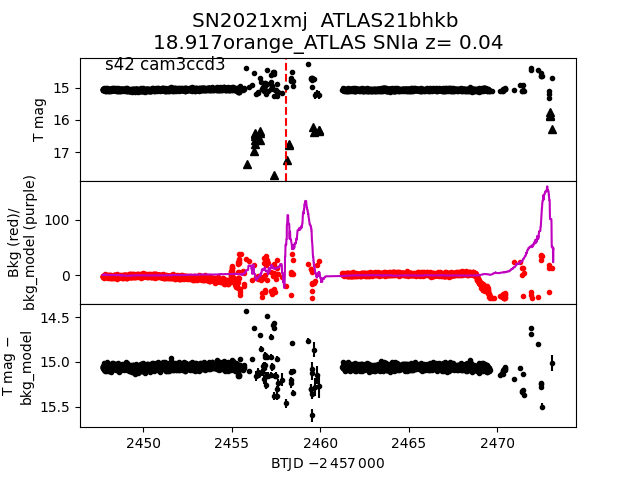 SN2021xmj  ATLAS21bhkb
18.917orange_ATLAS SNIa z= 0.04
s42 cam3ccd3
15
16
17
T mag
100
0
Bkg (red)/
bkg_model (purple)
14.5
15.0
15.5
T mag −
bkg_model
2450
2455
2460
2465
2470
BTJD −2 457 000